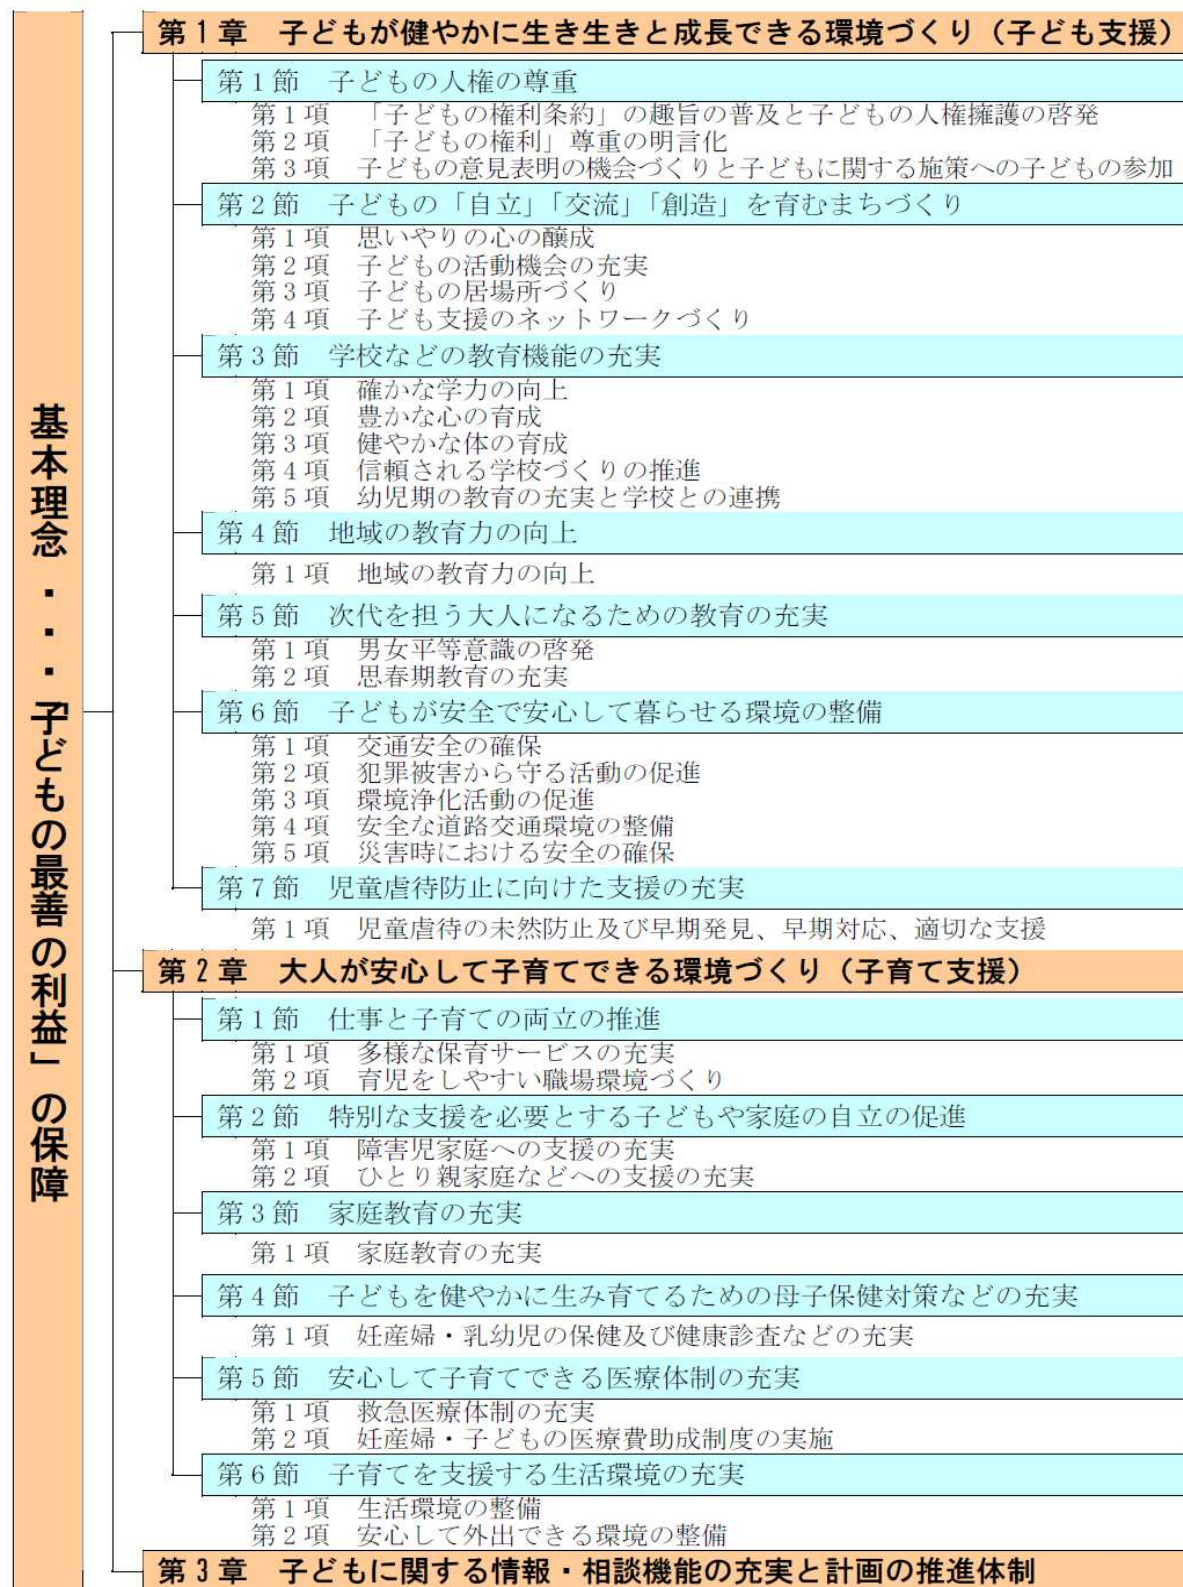 基本理念・・・「子どもの最善の利益」の保障
第1章　子どもが健やかに生き生きと成長できる環境づくり（子ども支援）
第1節　子どもの人権の尊重
第1項　「子どもの権利条約」の趣旨の普及と子どもの人権擁護の啓発
第2項　「子どもの権利」尊重の明言化
第3項　子どもの意見表明の機会づくりと子どもに関する施策への子どもの参加
第2節　子どもの「自立」「交流」「創造」を育むまちづくり
第1項　思いやりの心の醸成
第2項　子どもの活動機会の充実
第3項　子どもの居場所づくり
第4項　子ども支援のネットワークづくり
第3節　学校などの教育機能の充実
第1項　確かな学力の向上
第2項　豊かな心の育成
第3項　健やかな体の育成
第4項　信頼される学校づくりの推進
第5項　幼児期の教育の充実と学校との連携
第4節　地域の教育力の向上
第1項　地域の教育力の向上
第5節　次代を担う大人になるための教育の充実
第1項　男女平等意識の啓発
第2項　思春期教育の充実
第6節　子どもが安全で安心して暮らせる環境の整備
第1項　交通安全の確保
第2項　犯罪被害から守る活動の促進
第3項　環境浄化活動の促進
第4項　安全な道路交通環境の整備
第5項　災害時における安全の確保
第7節　児童虐待防止に向けた支援の充実
第1項　児童虐待の未然防止及び早期発見、早期対応、適切な支援
第2章　大人が安心して子育てできる環境づくり（子育て支援）
第1節　仕事と子育ての両立の推進
第1項　多様な保育サービスの充実
第2項　育児をしやすい職場環境づくり
第2節　特別な支援を必要とする子どもや家庭の自立の促進
第1項　障害児家庭への支援の充実
第2項　ひとり親家庭などへの支援の充実
第3節　家庭教育の充実
第1項　家庭教育の充実
第4節　子どもを健やかに生み育てるための母子保健対策などの充実
第1項　妊産婦・乳幼児の保健及び健康診査などの充実
第5節　安心して子育てできる医療体制の充実
第1項　救急医療体制の充実
第2項　妊産婦・子どもの医療費助成制度の実施
第6節　子育てを支援する生活環境の充実
第1項　生活環境の整備
第2項　安心して外出できる環境の整備
第3章　子どもに関する情報・相談機能の充実と計画の推進体制